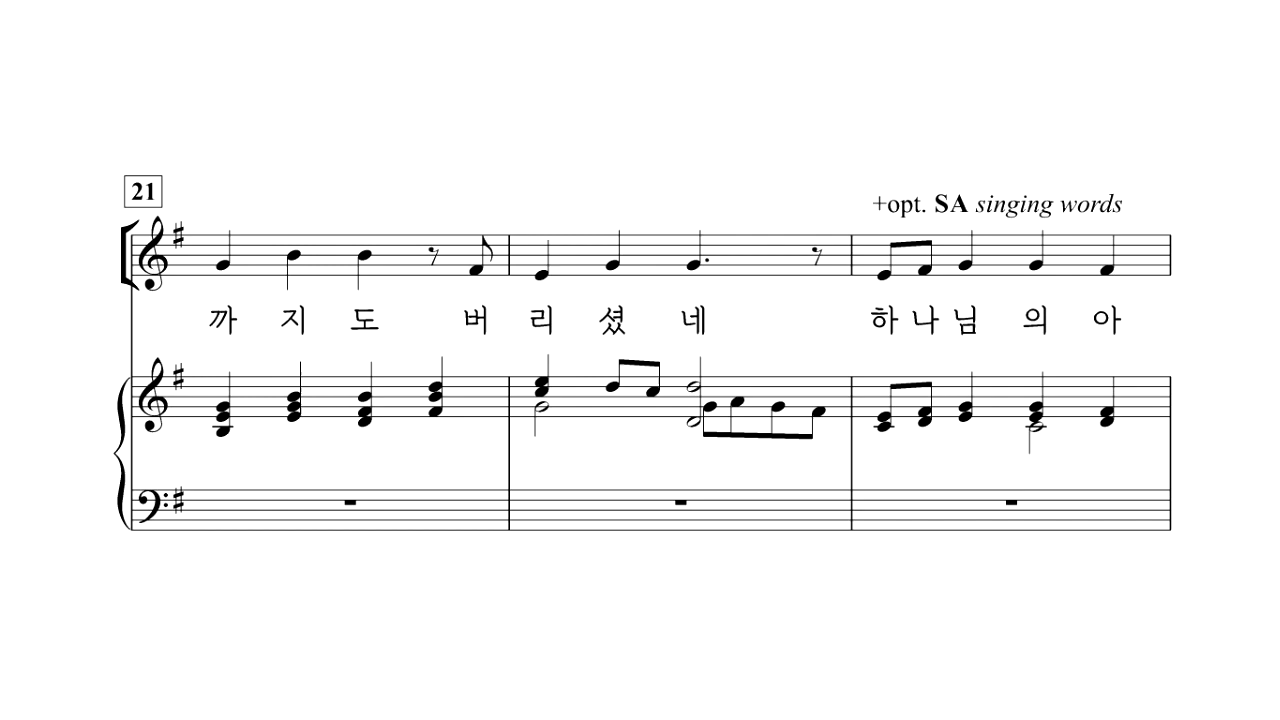 21
+opt. SA singing words
까 지 도 버 리 셨 네 하 나 님 의 아